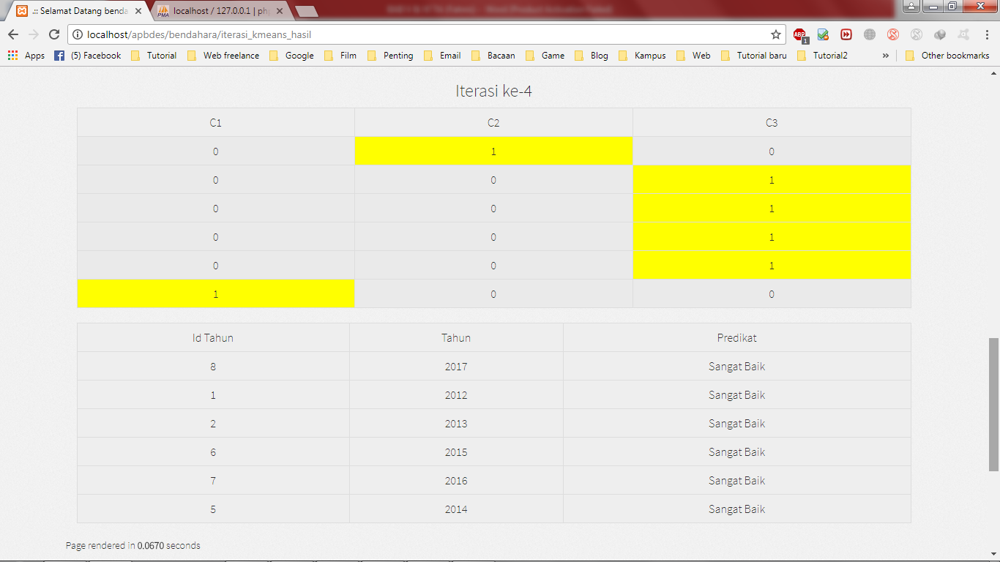 .:: Selamat Datang benda
localhost / 127.0.0.1 | ph
localhost/apbdes/bendahara/iterasi_kmeans_hasil
ABP 1
Apps (5) Facebook Tutorial Web freelance Google Film Penting Email Bacaan Game Blog Kampus Web Tutorial baru Tutorial2 » Other bookmarks
Iterasi ke-4
C1 C2 C3
0 1 0
0 0 1
0 0 1
0 0 1
0 0 1
1 0 0
Id Tahun Tahun Predikat
8 2017 Sangat Baik
1 2012 Sangat Baik
2 2013 Sangat Baik
6 2015 Sangat Baik
7 2016 Sangat Baik
5 2014 Sangat Baik
Page rendered in 0.0670 seconds